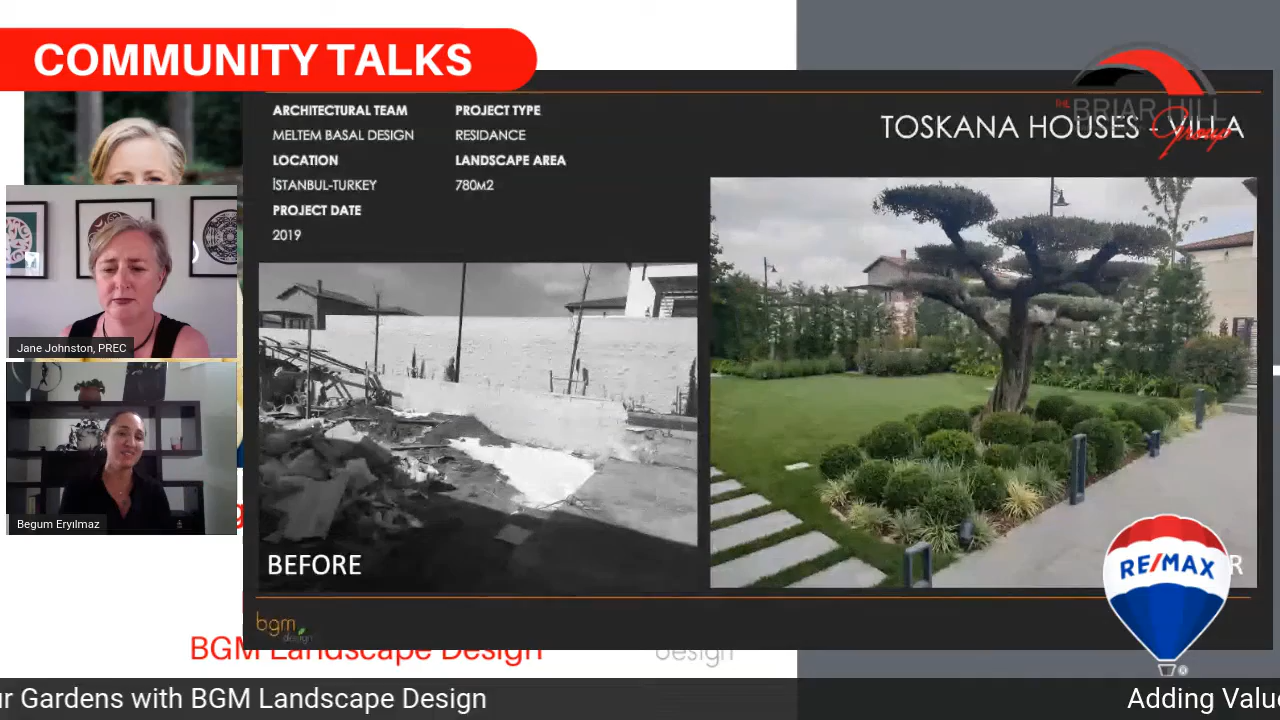 COMMUNITY TALKS
ARCHITECTURAL TEAM
MELTEM BASAL DESIGN
LOCATION
İSTANBUL-TURKEY
PROJECT DATE
2019
PROJECT TYPE
RESIDANCE
LANDSCAPE AREA
780M2
THE
BRIAR HILL
Group
TOSKANA HOUSES - VILLA
Jane Johnston, PREC
Begum Eryılmaz
BEFORE
R
RE/MAX
®
bgm
design
BGM Landscape Design
design
ur Gardens with BGM Landscape Design
Adding Value